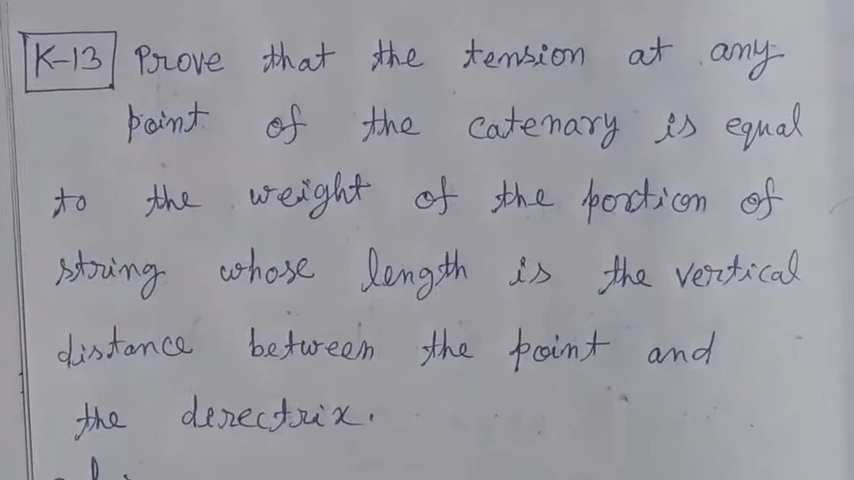 K-13 Prove that the tension at any
point of the catenary is equal
to the weight of the portion of
string whose length is the vertical
distance between the point and
the derectrix.